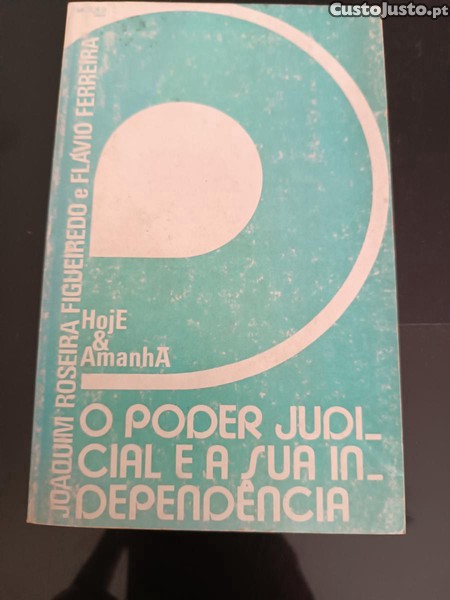 CustoJusto.pt
JOAQUIM ROSEIRA FIGUEIREDO e FLÁVIO FERREIRA
HojE
&
AmanhA
O PODER JUDI_
CIAL E A SUA IN_
DEPENDÊNCIA